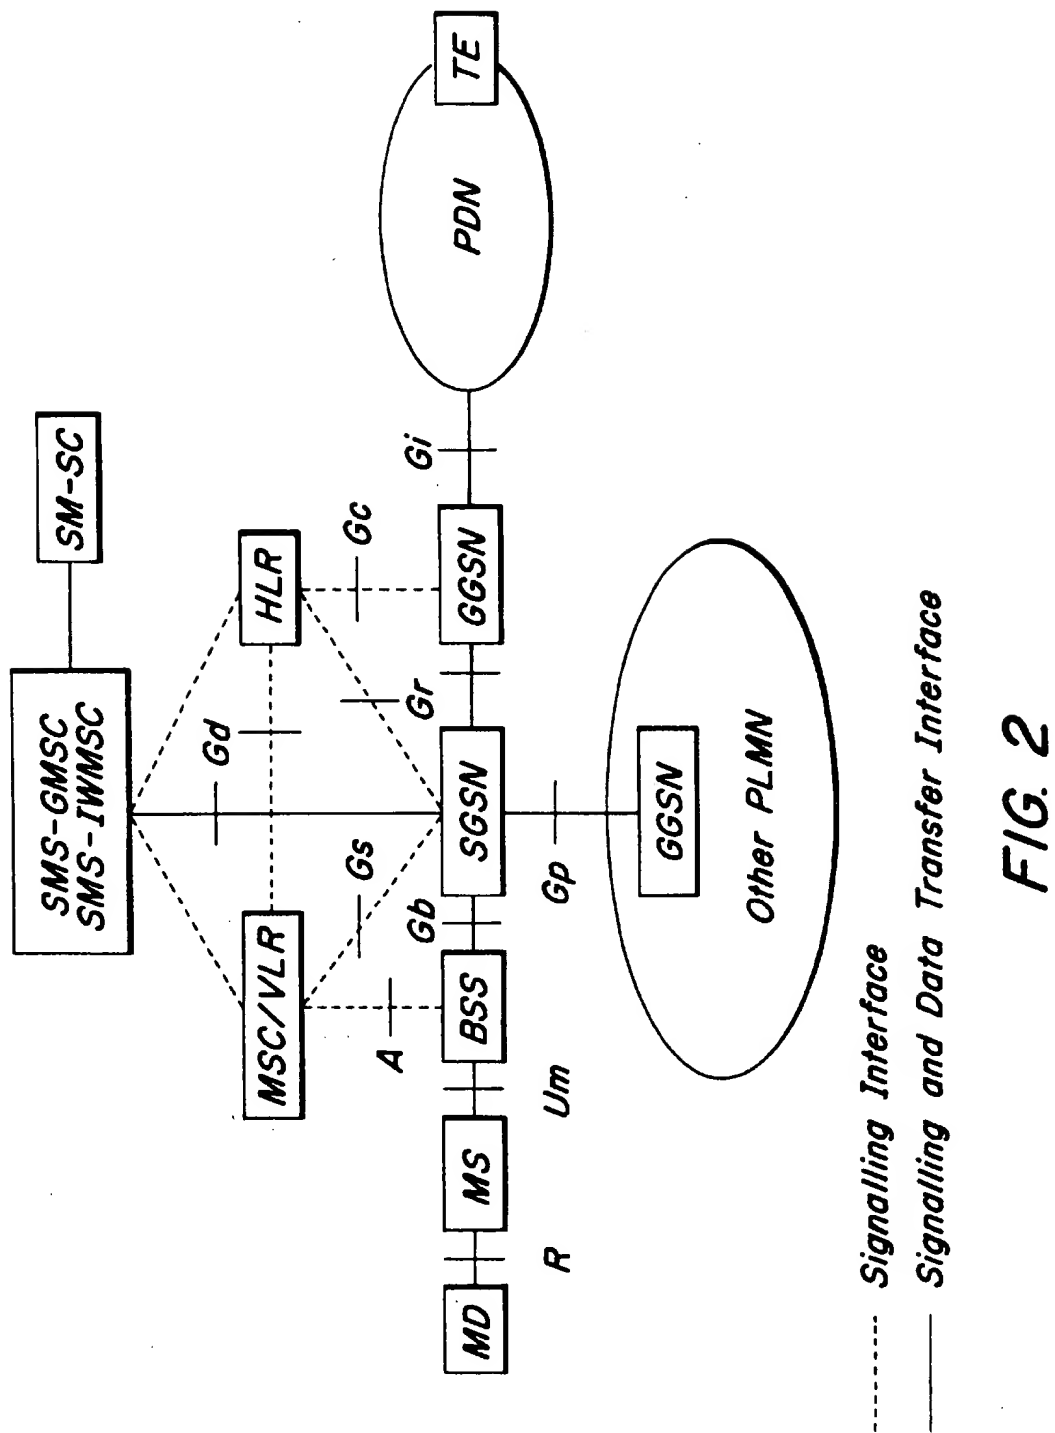 SMS-GMSC
SMS-IWMSC
SM-SC
MSC/VLR
HLR
Gd
A
Gs
Gr
Gc
MD
R
MS
Um
BSS
Gb
SGSN
GGSN
Gi
PDN
TE
Gp
GGSN
Other PLMN
Signalling Interface
Signalling and Data Transfer Interface
FIG. 2